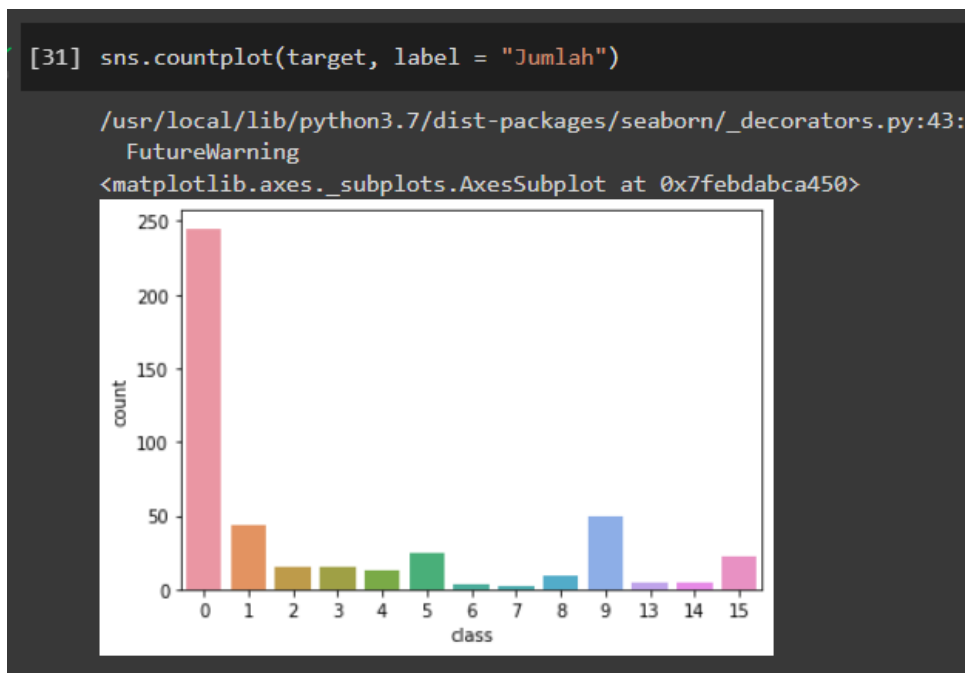 [31] sns.countplot(target, label = "Jumlah")
/usr/local/lib/python3.7/dist-packages/seaborn/_decorators.py:43:
FutureWarning
<matplotlib.axes._subplots.AxesSubplot at 0x7febdabca450>
250
200
150
100
50
0
count
0 1 2 3 4 5 6 7 8 9 13 14 15
class